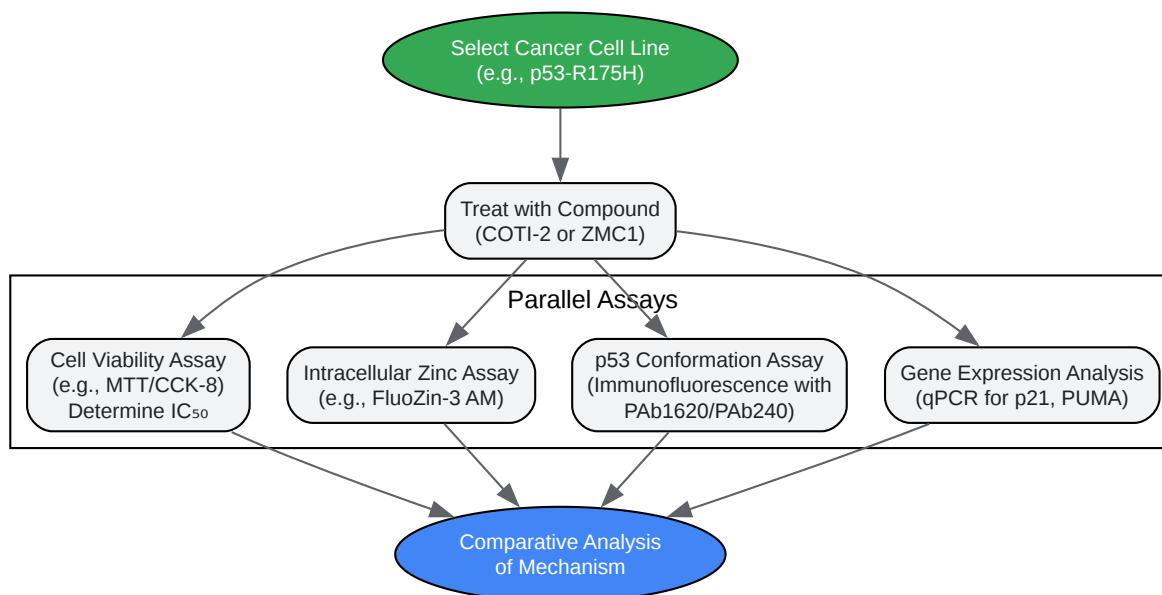 Select Cancer Cell Line
(e.g., p53-R175H)
Treat with Compound
(COTI-2 or ZMC1)
Parallel Assays
Cell Viability Assay
(e.g., MTT/CCK-8)
Determine IC₅₀
Intracellular Zinc Assay
(e.g., FluoZin-3 AM)
p53 Conformation Assay
(Immunofluorescence with
PAb1620/PAb240)
Gene Expression Analysis
(qPCR for p21, PUMA)
Comparative Analysis
of Mechanism